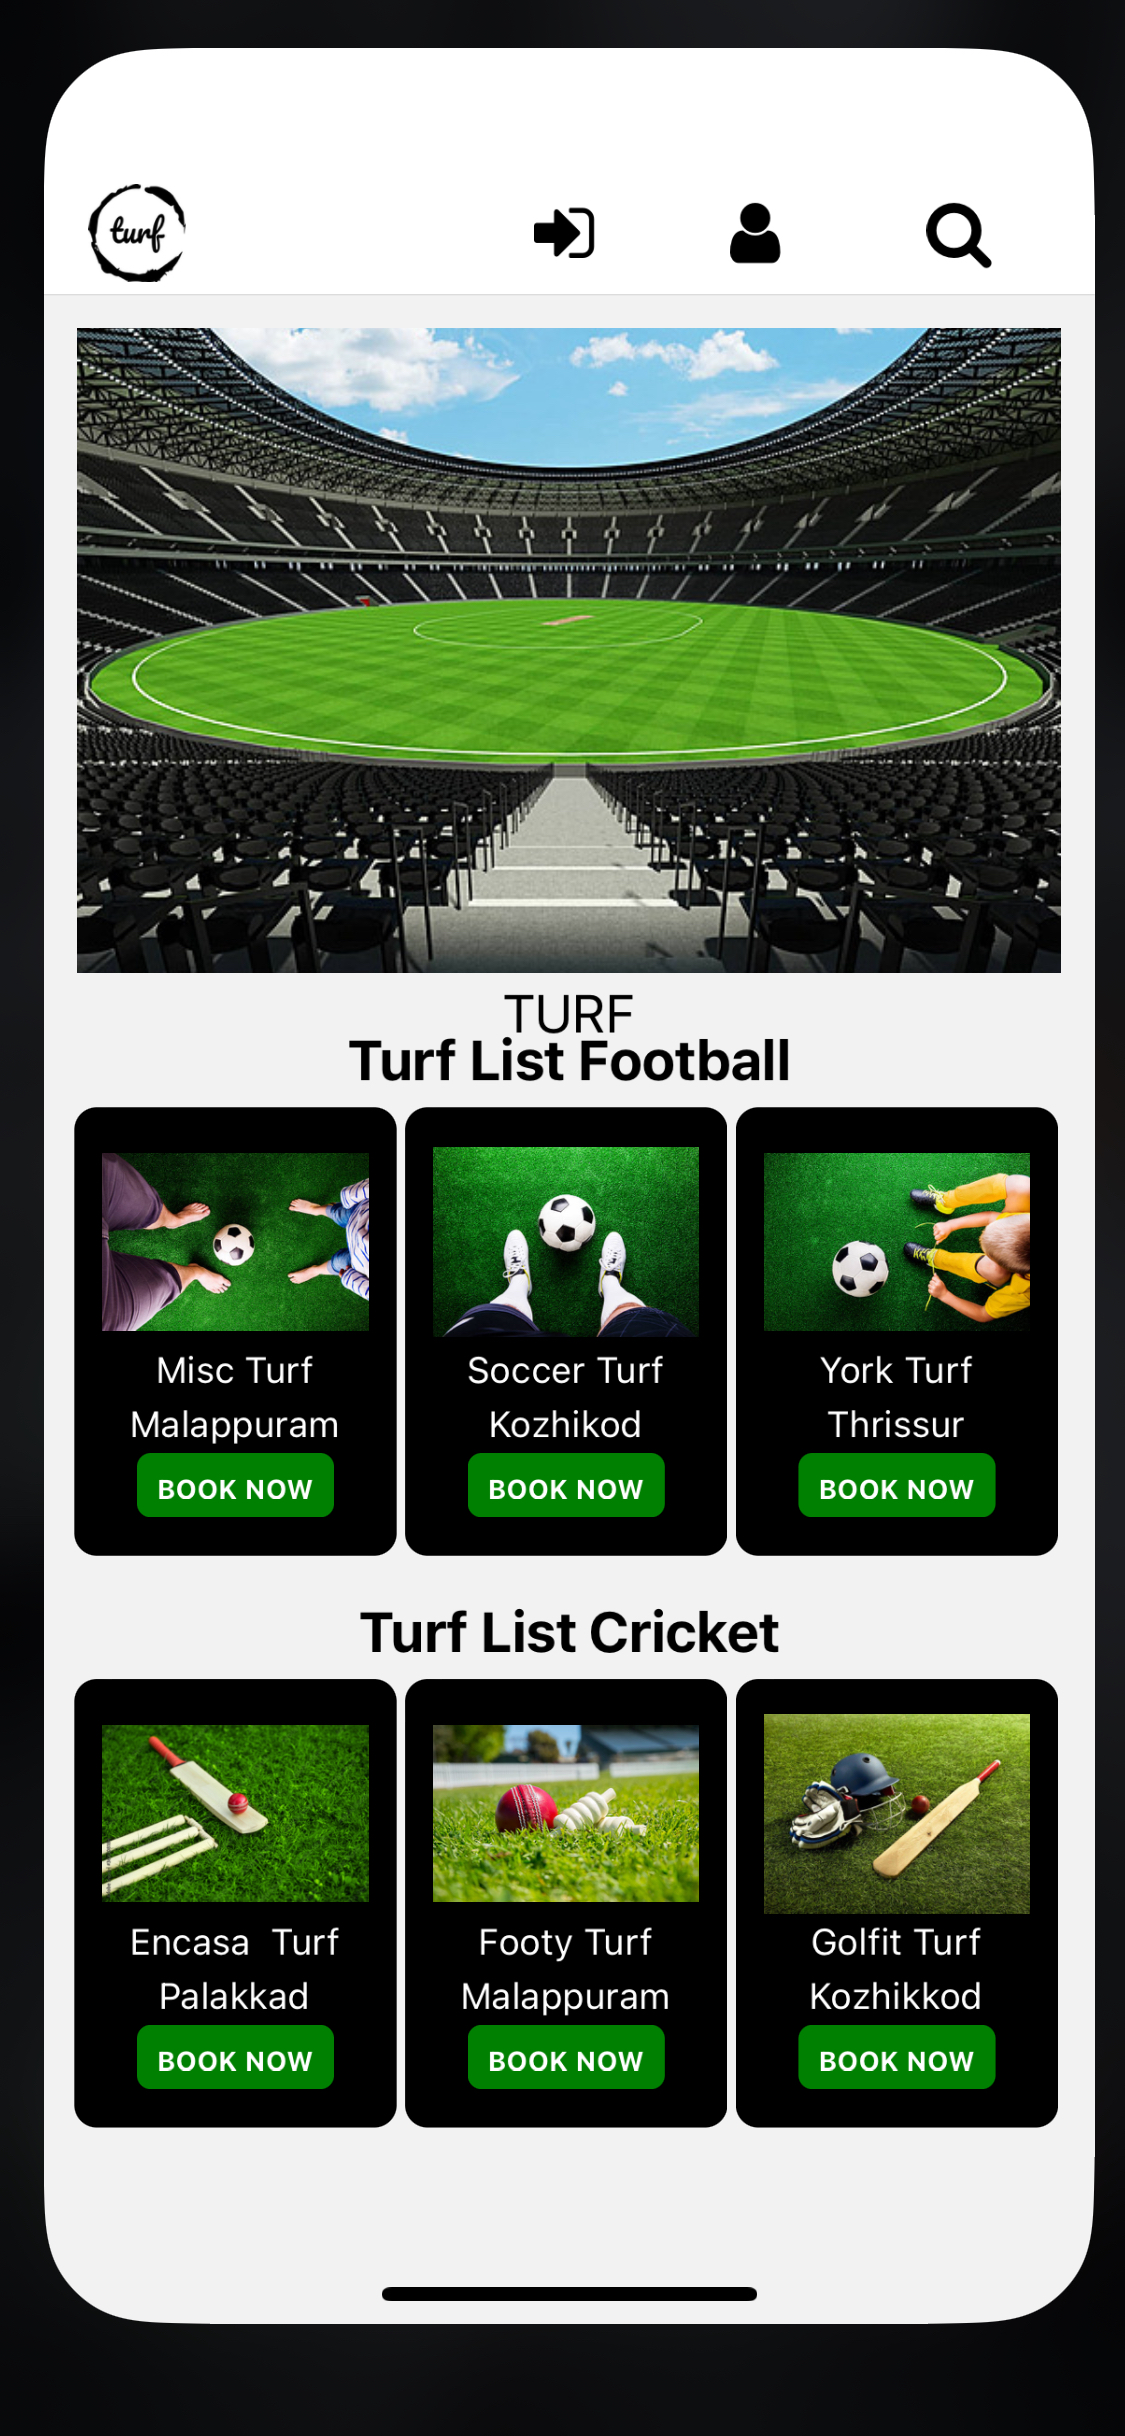 turf
TURF
Turf List Football
Misc Turf
Malappuram
BOOK NOW
Soccer Turf
Kozhikod
BOOK NOW
York Turf
Thrissur
BOOK NOW
Turf List Cricket
Encasa  Turf
Palakkad
BOOK NOW
Footy Turf
Malappuram
BOOK NOW
Golfit Turf
Kozhikkod
BOOK NOW